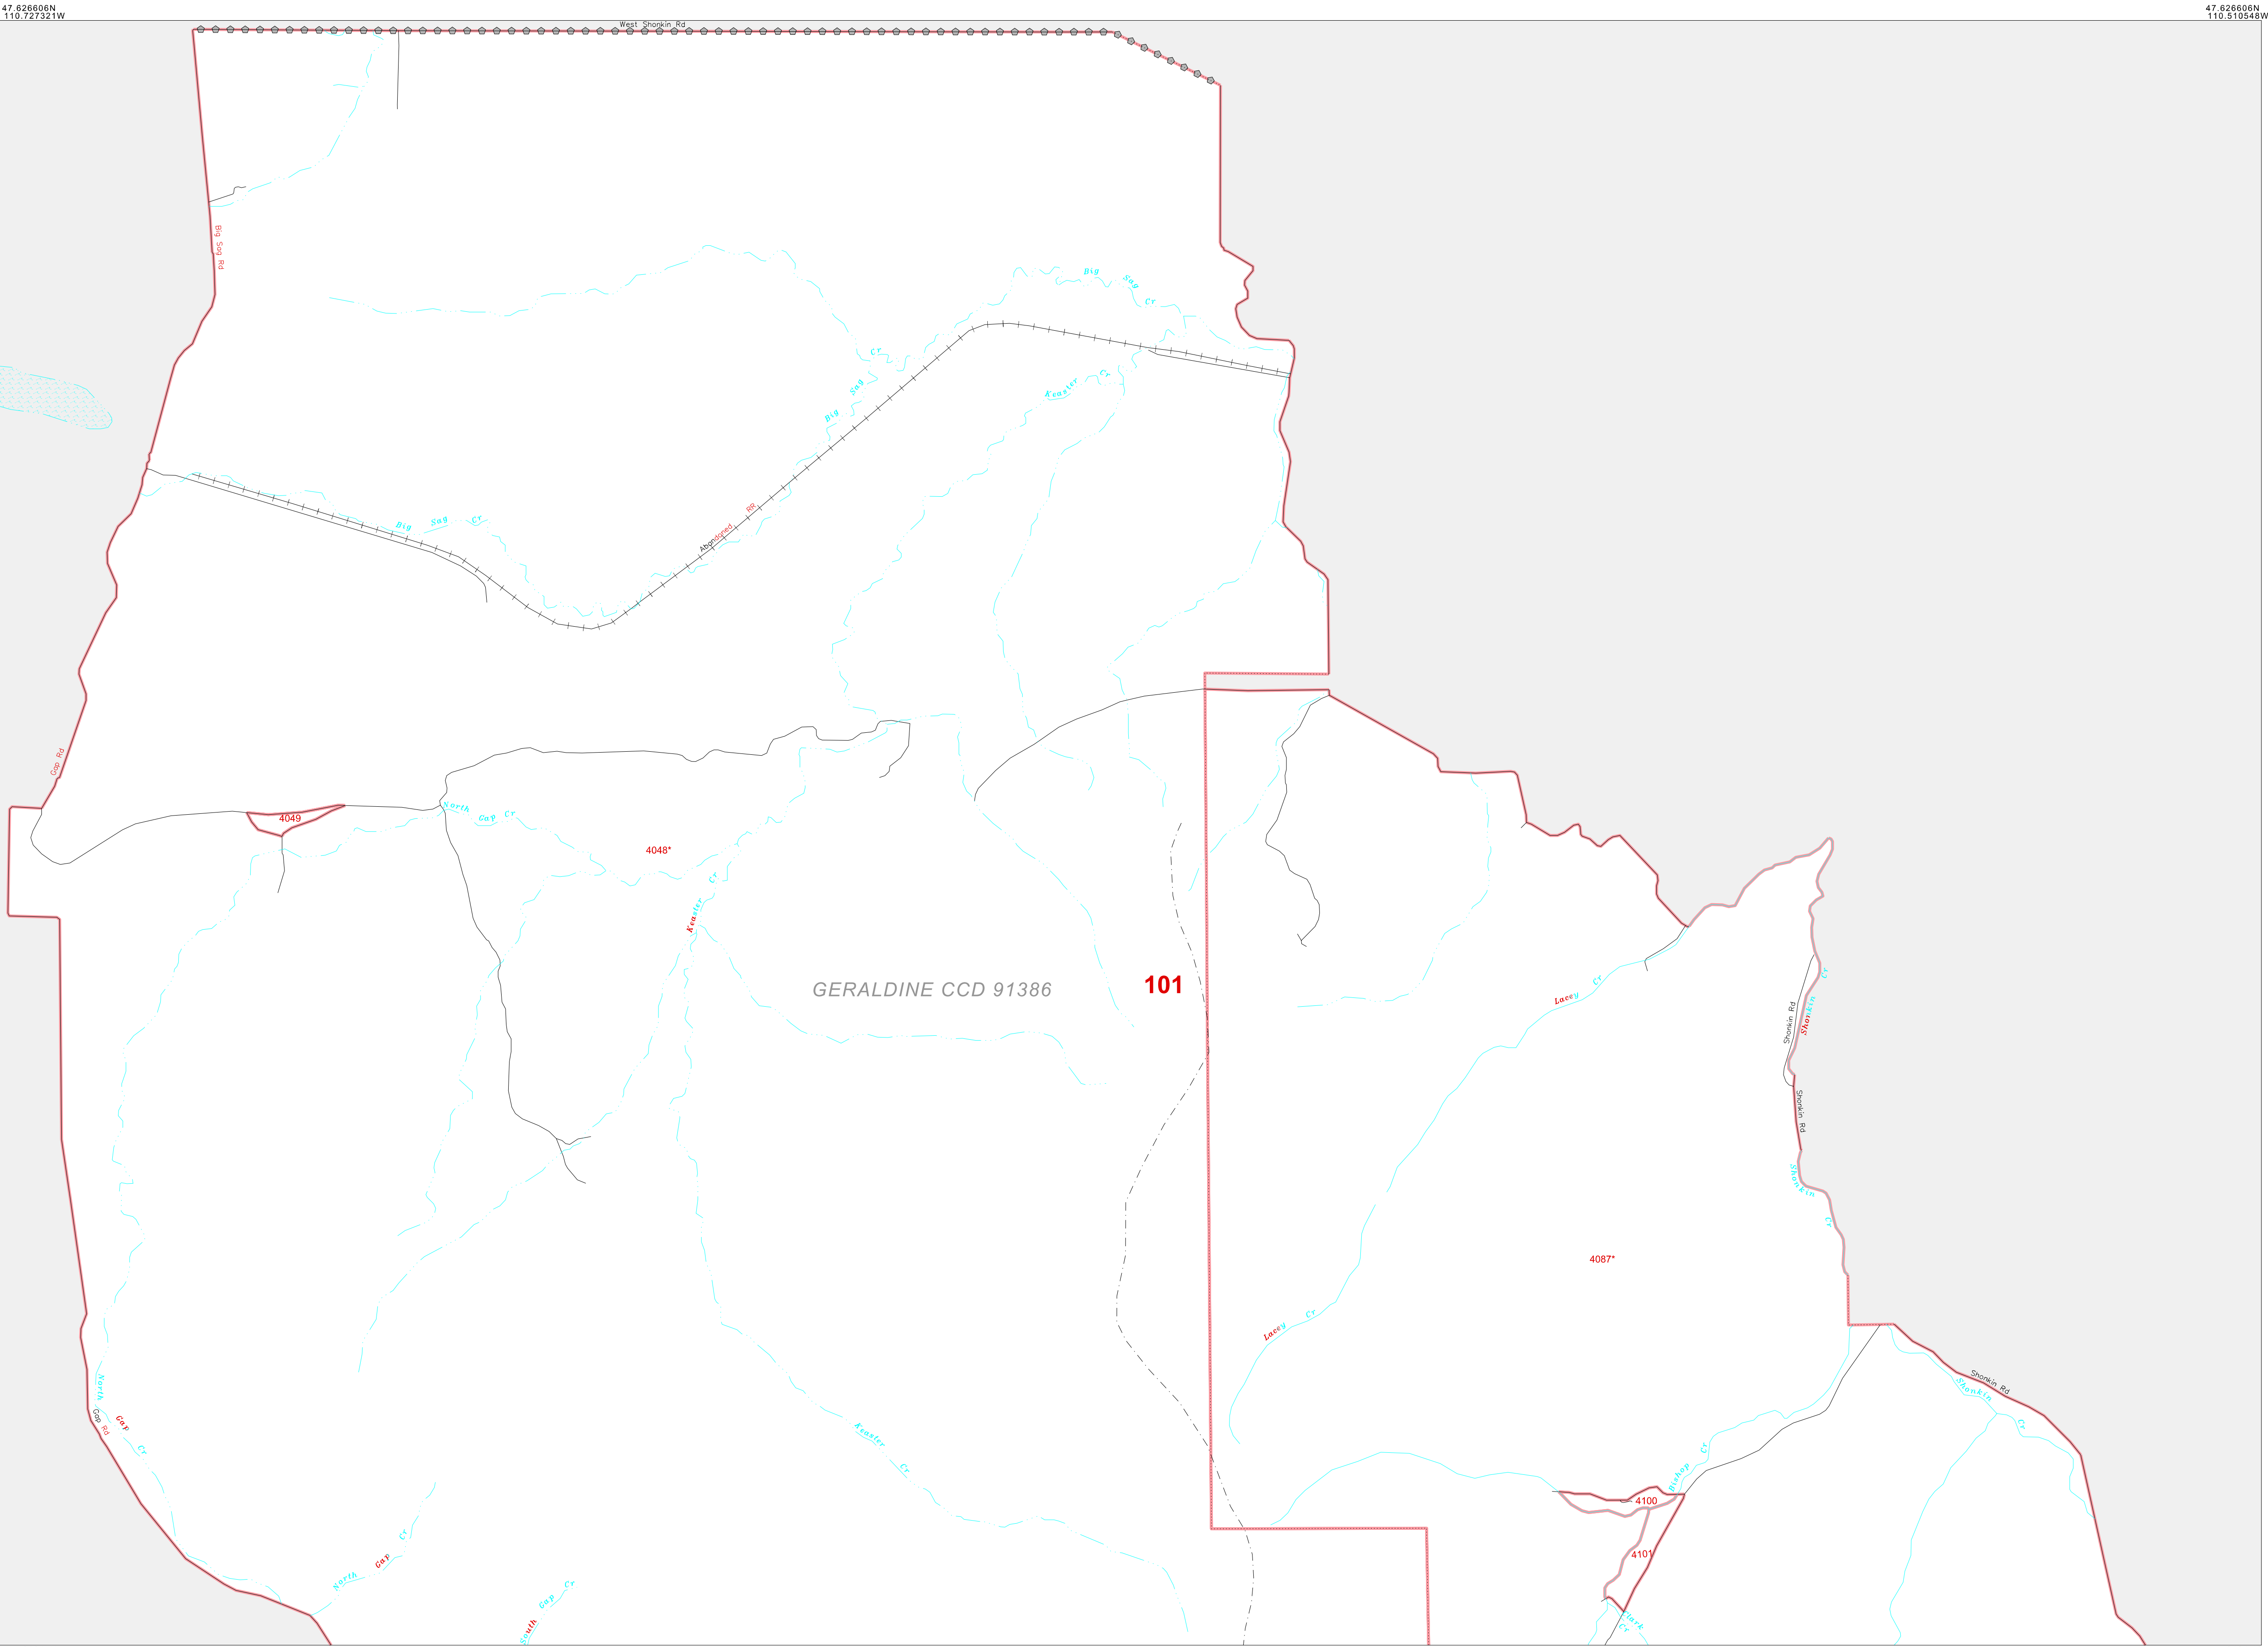 47.626606N
110.727321W
47.626606N
110.510548W
West Shonkin Rd
Big Sag Rd
Big Sag Cr
Cr
Big Sag
Keaster Cr
Big Sag Cr
Abandoned RR
Gap Rd
4049
North Gap Cr
4048*
Keaster Cr
GERALDINE CCD 91386
101
Lacey Cr
Shonkin Rd
Shonkin Cr
Shonkin Rd
Shonkin Cr
4087*
Lacey Cr
Shonkin Rd
Shonkin Cr
North Gap Cr
Gap Rd
Keaster Cr
Bishop Cr
4100
4101
North Gap Cr
South Gap Cr
Clark Cr